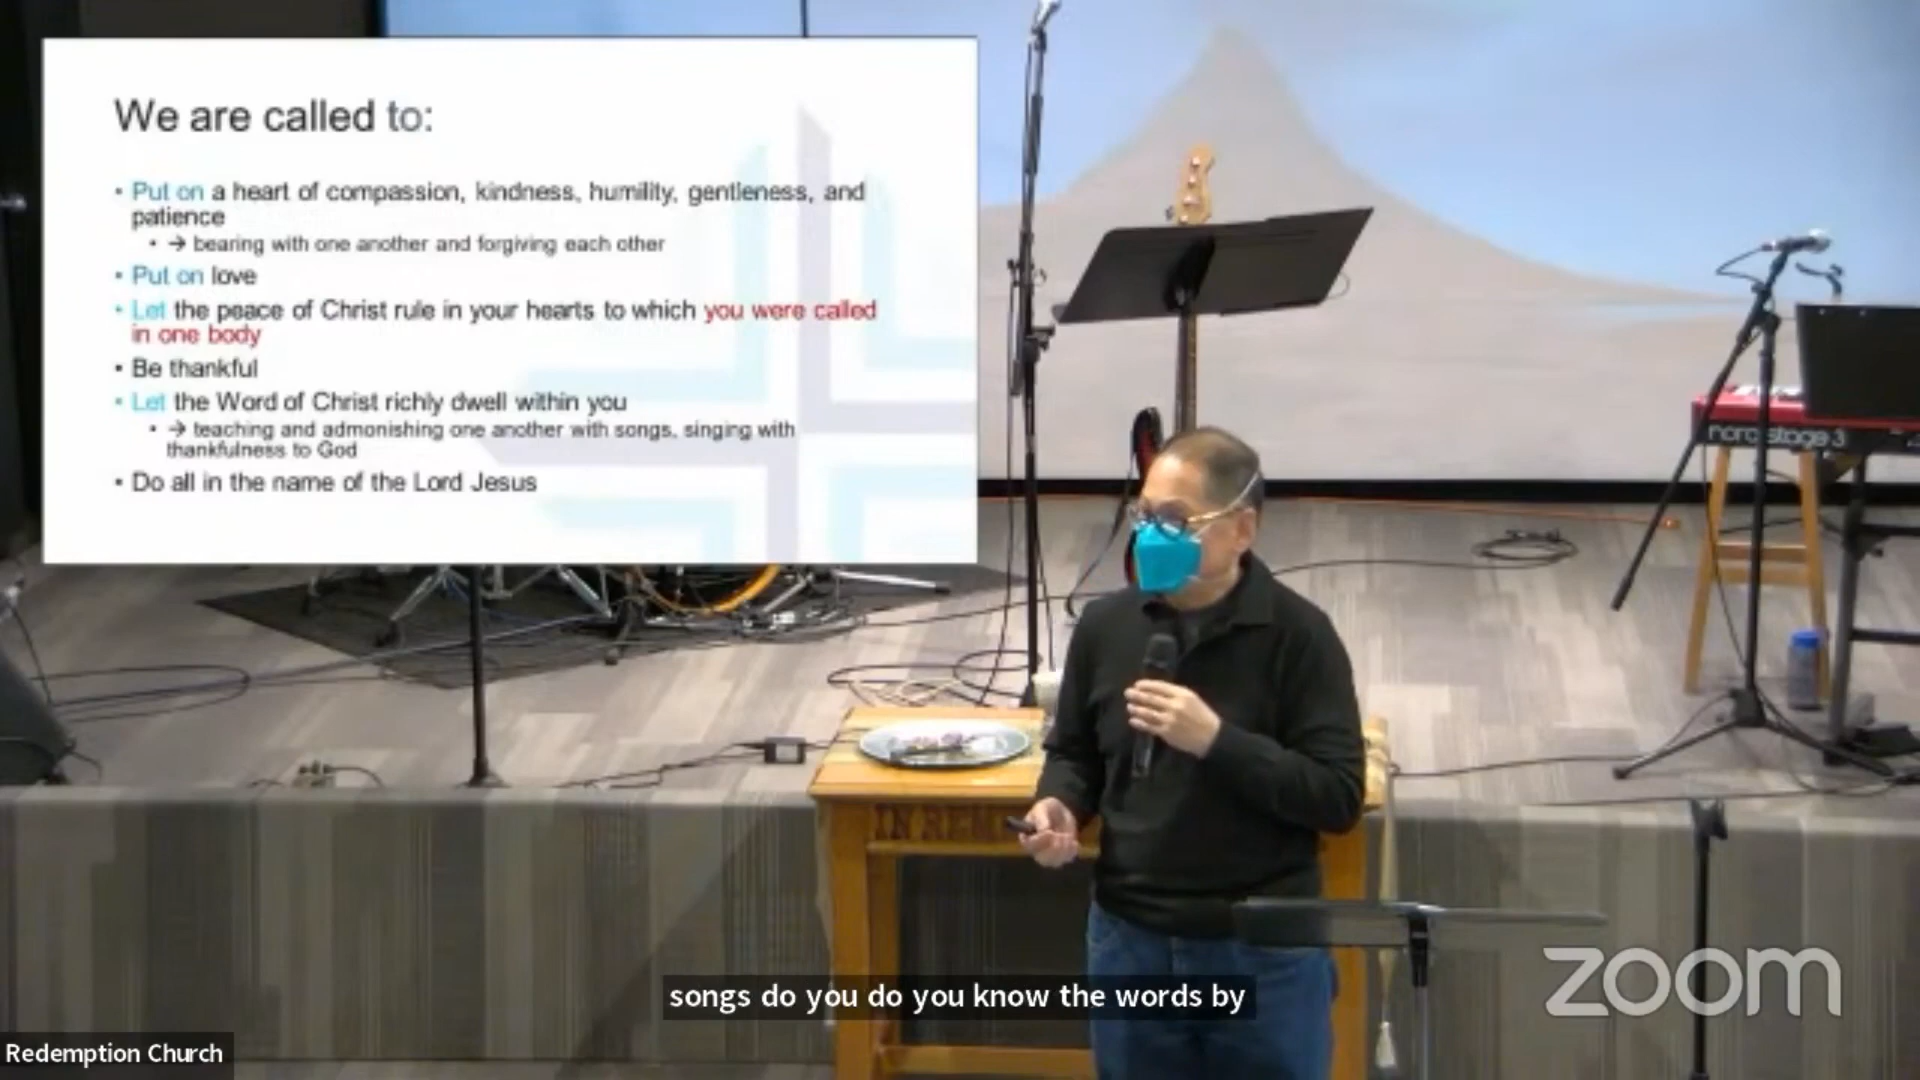 We are called to:
• Put on a heart of compassion, kindness, humility, gentleness, and
patience
• → bearing with one another and forgiving each other
• Put on love
• Let the peace of Christ rule in your hearts to which you were called
in one body
• Be thankful
• Let the Word of Christ richly dwell within you
• → teaching and admonishing one another with songs, singing with
thankfulness to God
• Do all in the name of the Lord Jesus
nord stage 3
IN REM
songs do you do you know the words by
zoom
Redemption Church